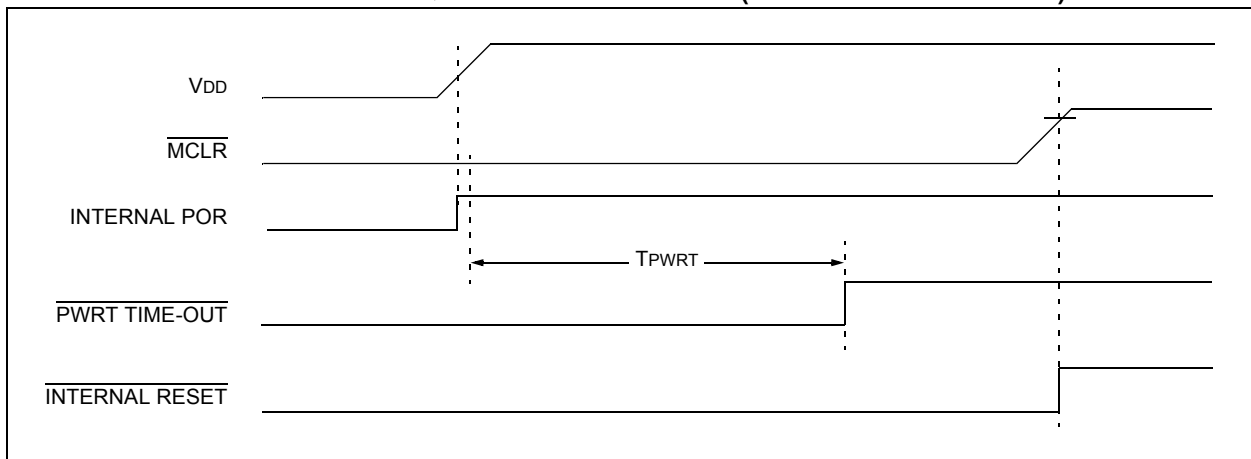 VDD
MCLR
INTERNAL POR
TPWRT
PWRT TIME-OUT
INTERNAL RESET